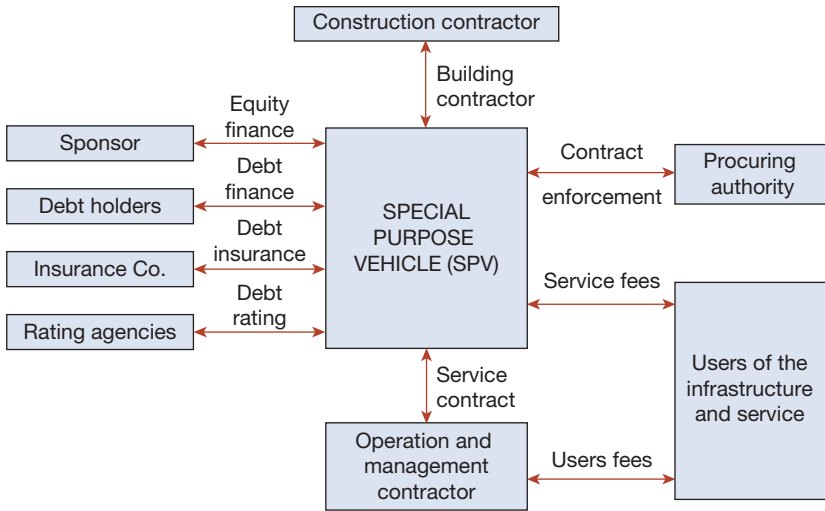 Construction contractor
Building
contractor
Equity
finance
Sponsor
Debt
finance
Debt holders
Debt
insurance
Insurance Co.
Debt
rating
Rating agencies
SPECIAL
PURPOSE
VEHICLE (SPV)
Contract
enforcement
Procuring
authority
Service fees
Users of the
infrastructure
and service
Service
contract
Operation and
management
contractor
Users fees